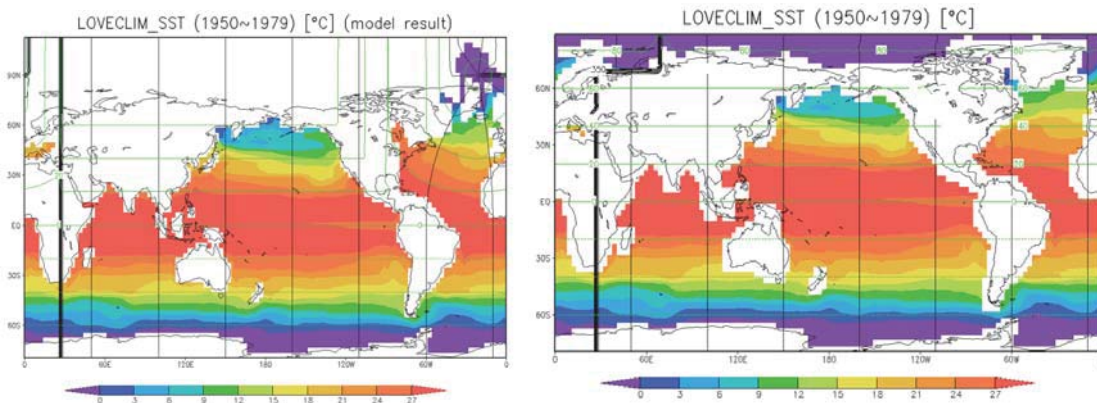 LOVECLIM_SST (1950~1979) [°C] (model result)
90N
60N
30N
EQ
30S
60S
0 60E 120E 180 120W 60W 0
0 3 6 9 12 15 18 21 24 27
LOVECLIM_SST (1950~1979) [°C]
60N
30N
EQ
30S
60S
60E 120E 180 120W 60W
0 3 6 9 12 15 18 21 24 27